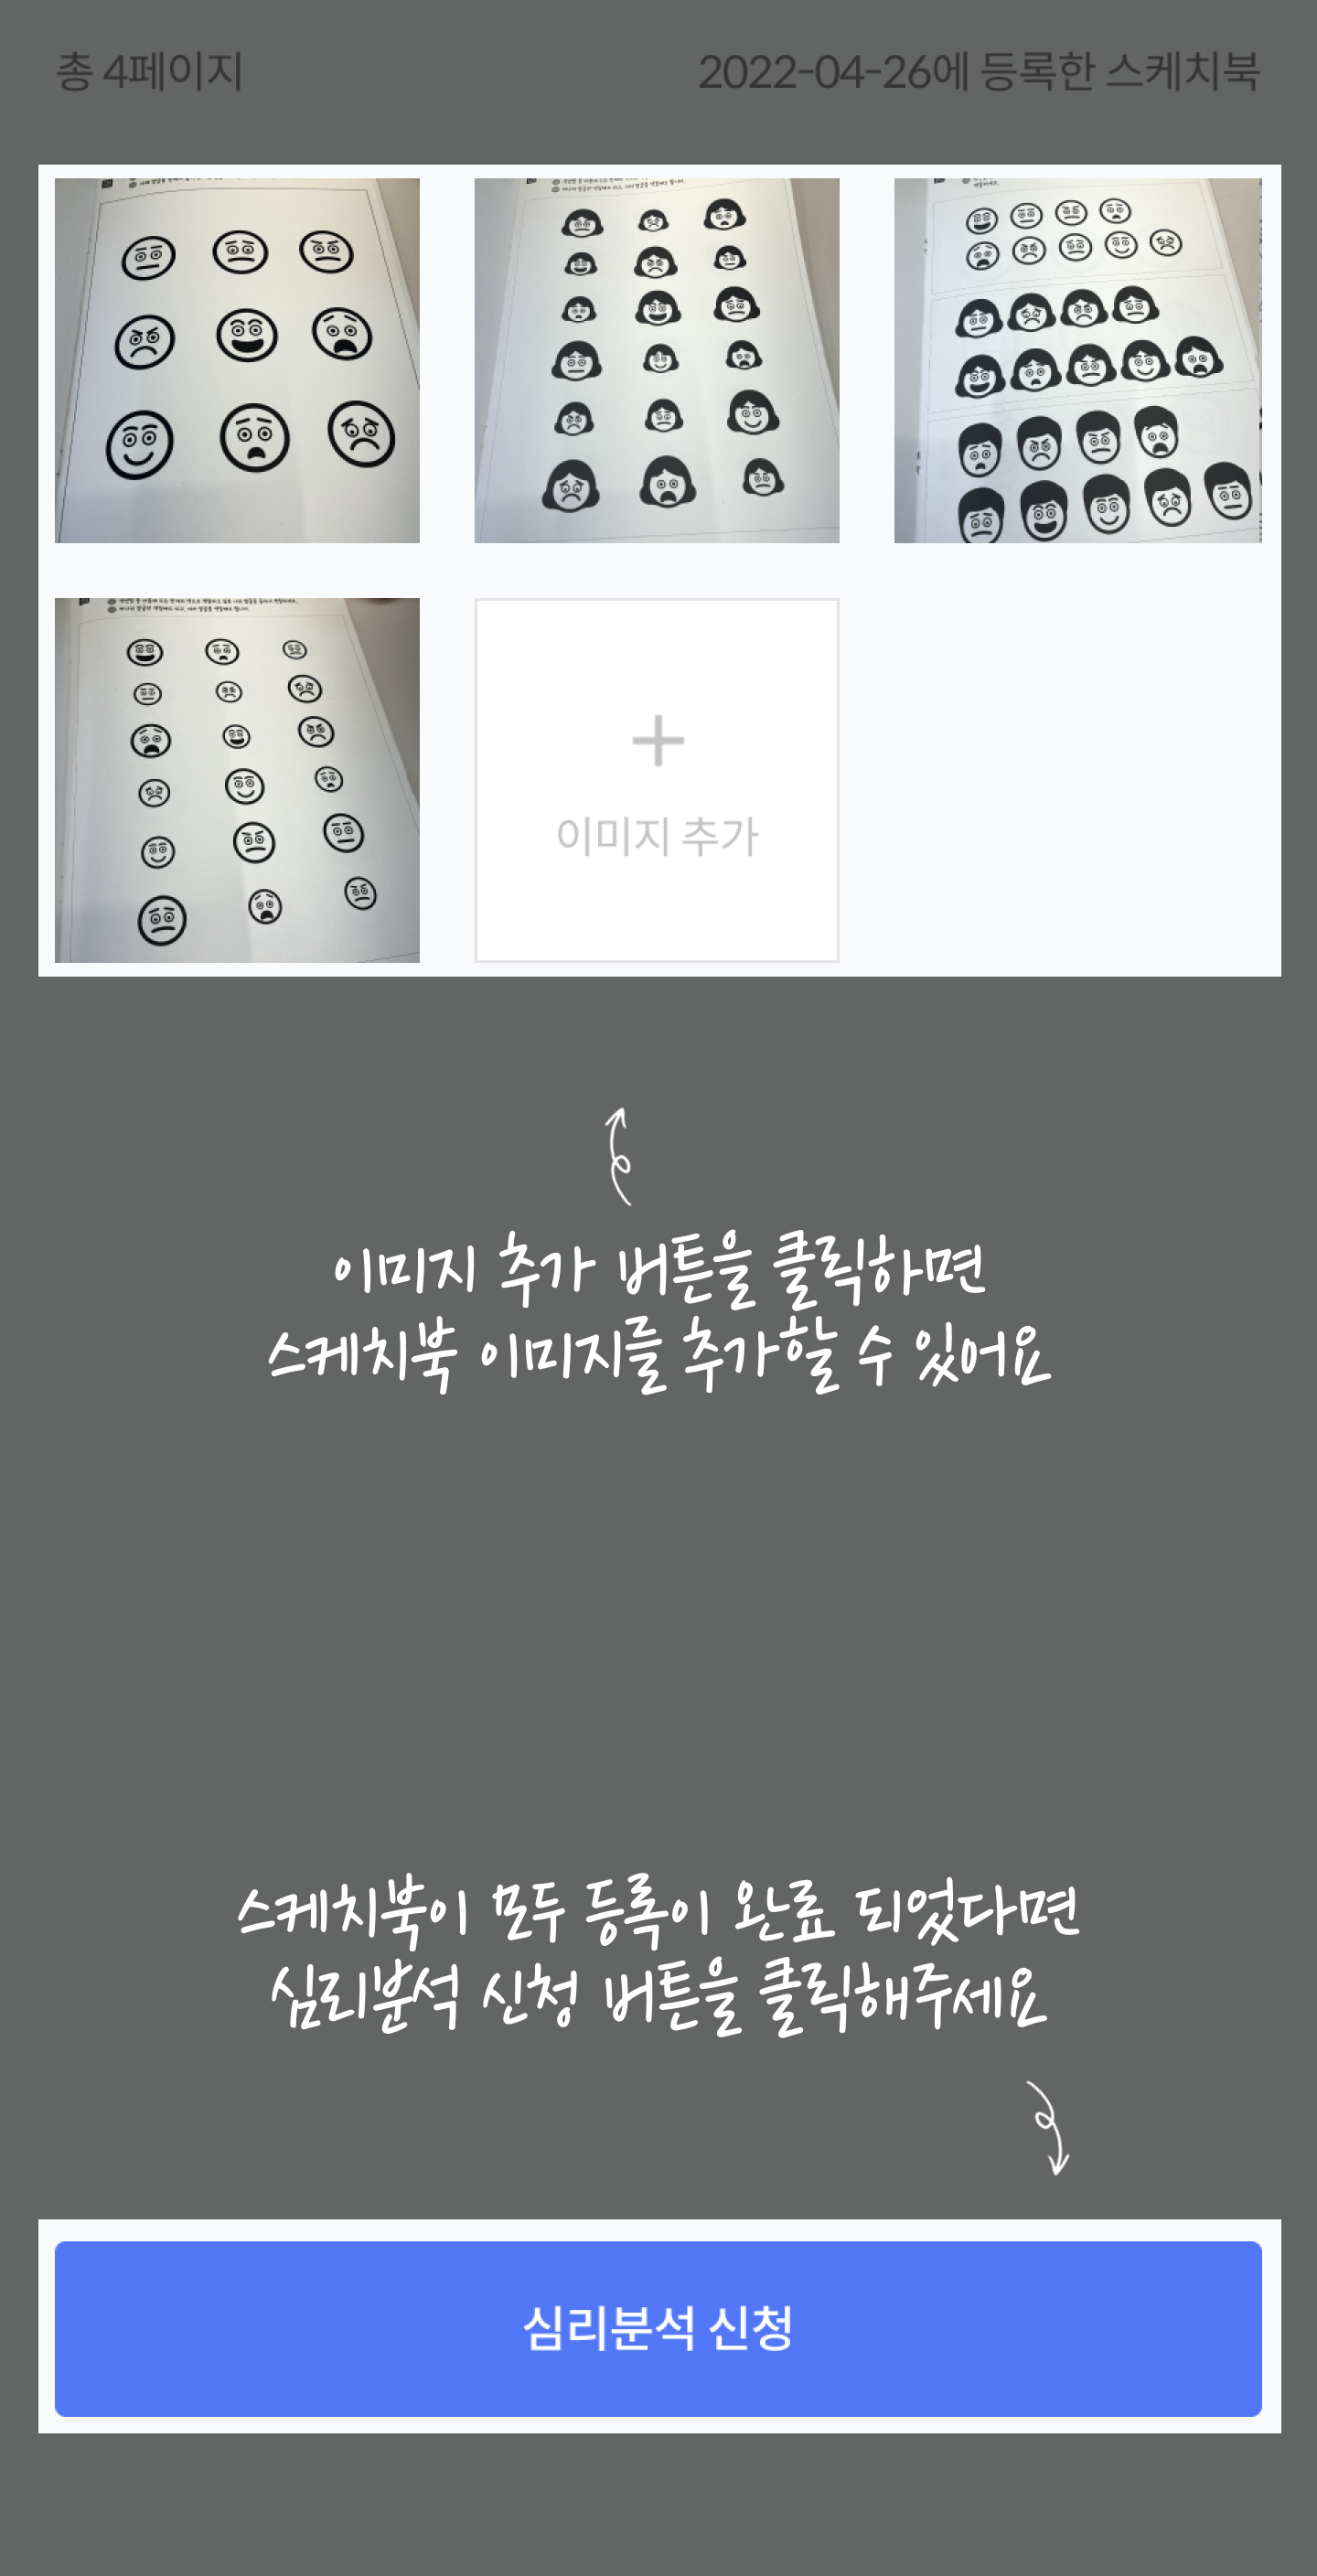 총 4페이지
2022-04-26에 등록한 스케치북
이미지 추가
이미지 추가 버튼을 클릭하면
스케치북 이미지를 추가할 수 있어요
스케치북이 모두 등록이 완료 되었다면
심리분석 신청 버튼을 클릭해주세요
심리분석 신청